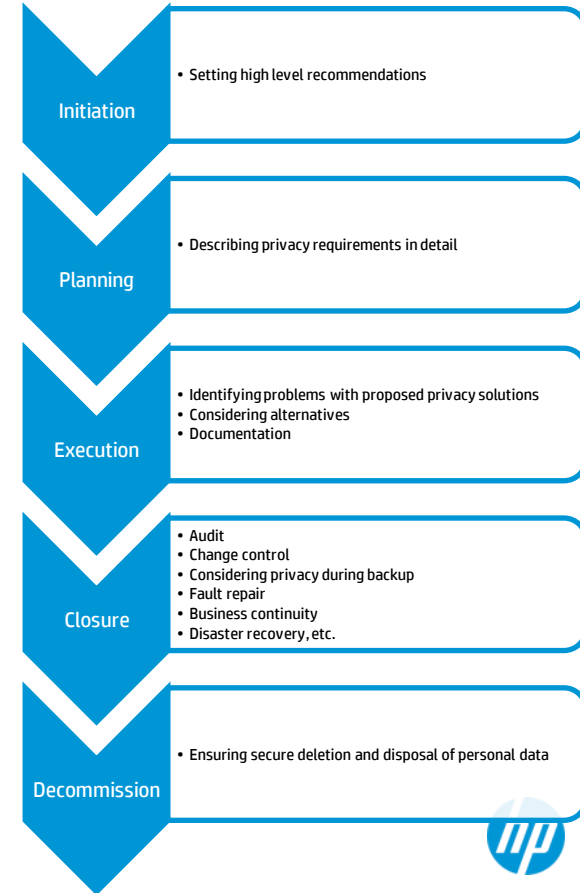 Initiation
• Setting high level recommendations
Planning
• Describing privacy requirements in detail
Execution
• Identifying problems with proposed privacy solutions
• Considering alternatives
• Documentation
Closure
• Audit
• Change control
• Considering privacy during backup
• Fault repair
• Business continuity
• Disaster recovery, etc.
Decommission
• Ensuring secure deletion and disposal of personal data
hp